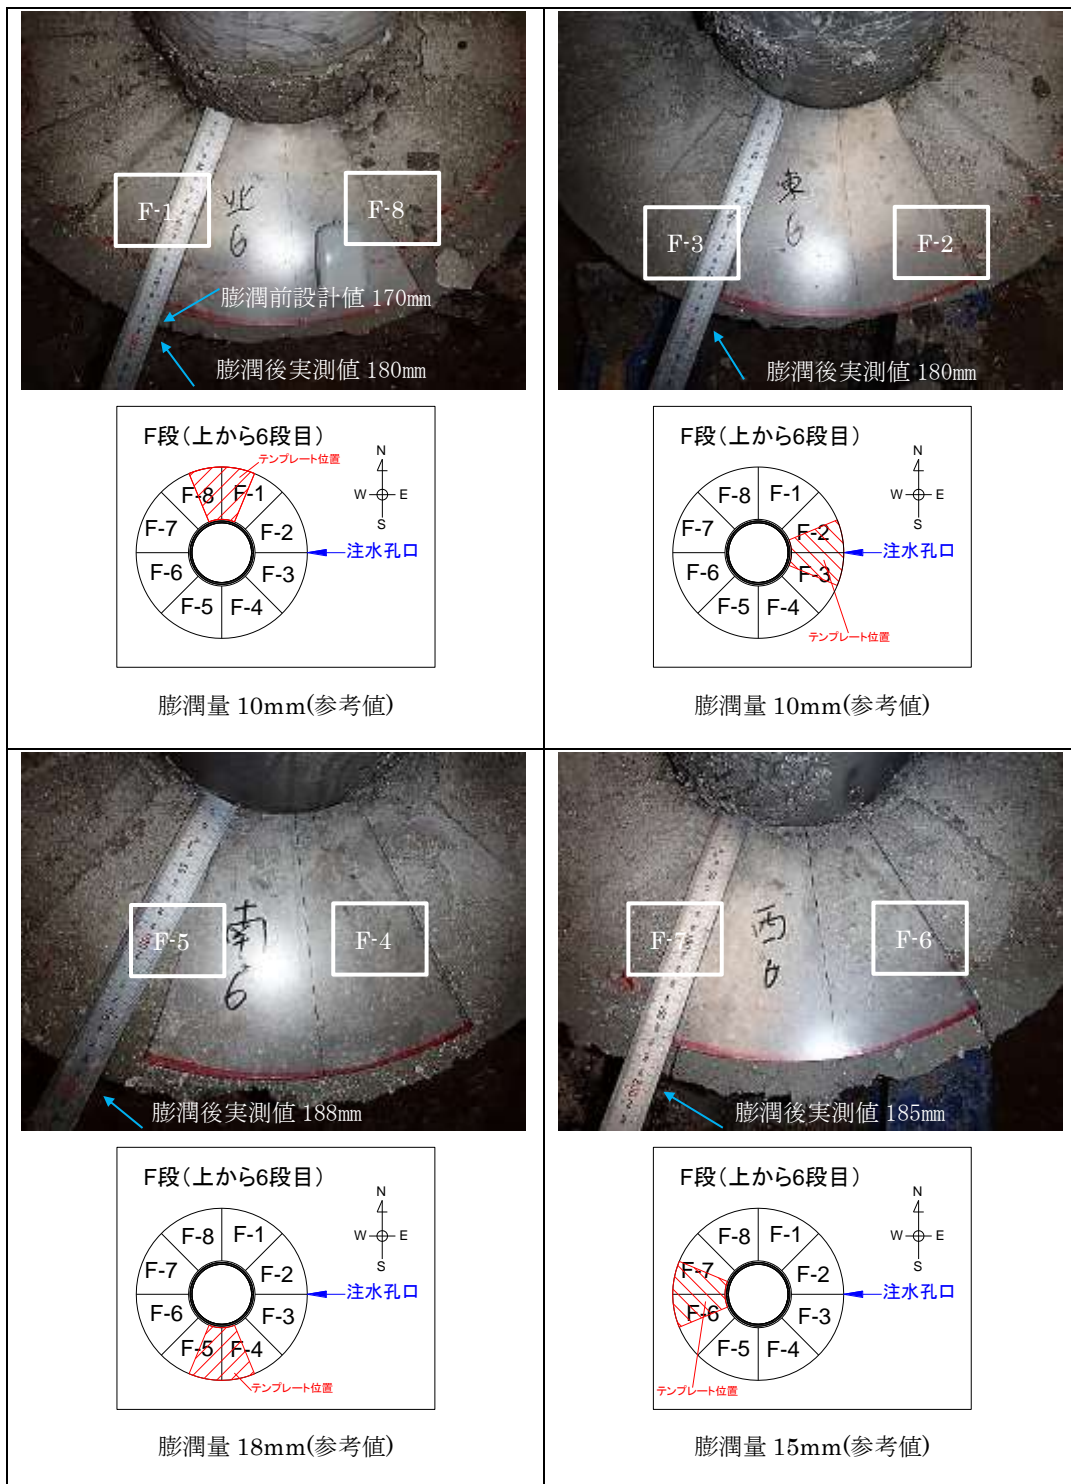 F-1
北
6
F-8
膨潤前設計値 170mm
膨潤後実測値 180mm
F段(上から6段目)
テンプレート位置
N
W
E
S
F-8
F-1
F-7
F-2
F-6
F-3
F-5
F-4
注水孔口
膨潤量 10mm(参考値)
F-3
東
6
F-2
膨潤後実測値 180mm
F段(上から6段目)
N
W
E
S
F-8
F-1
F-7
F-2
F-6
F-3
F-5
F-4
注水孔口
テンプレート位置
膨潤量 10mm(参考値)
F-5
南
6
F-4
膨潤後実測値 188mm
F段(上から6段目)
N
W
E
S
F-8
F-1
F-7
F-2
F-6
F-3
F-5
F-4
注水孔口
テンプレート位置
膨潤量 18mm(参考値)
F-7
西
6
F-6
膨潤後実測値 185mm
F段(上から6段目)
N
W
E
S
F-8
F-1
F-7
F-2
F-6
F-3
F-5
F-4
注水孔口
テンプレート位置
膨潤量 15mm(参考値)